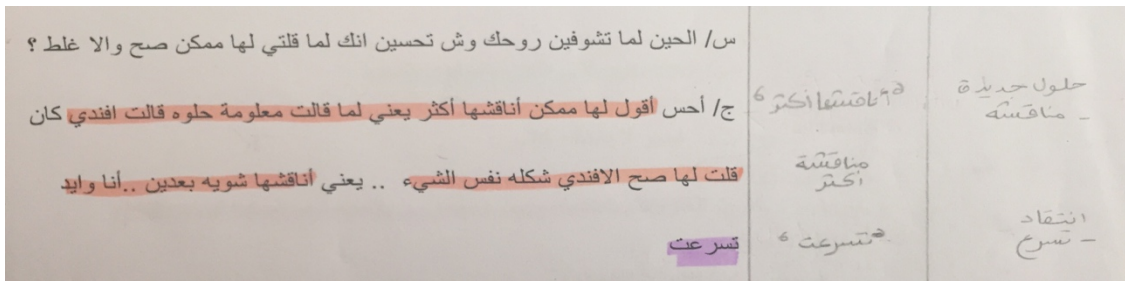 س/ الحين لما تشوفين روحك وش تحسين انك لما قلتي لها ممكن صح والا غلط ؟
ج/ أحس أقول لها ممكن أناقشها أكثر يعني لما قالت معلومة حلوه قالت افندي كان
قلت لها صح الافندي شكله نفس الشيء .. يعني أناقشها شويه بعدين ..أنا وايد
تسرعت
"أناقشها أكثر"
مناقشة
أكثر
"تسرعت"
حلول جديدة
- مناقشة
انتقاد
- تسرع